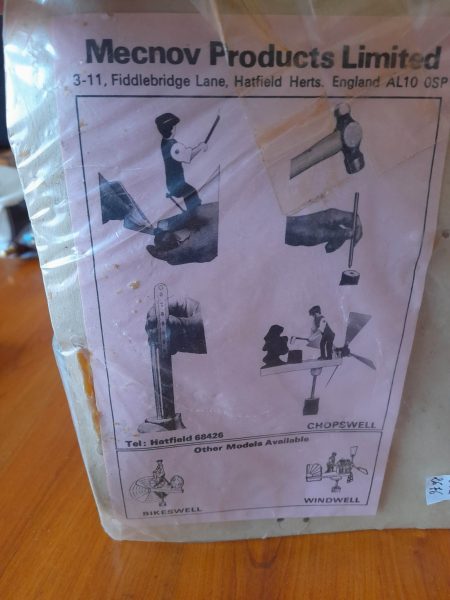 Mecnov Products Limited
3-11, Fiddlebridge Lane, Hatfield Herts. England AL10 0SP
CHOPSWELL
Tel: Hatfield 68426
Other Models Available
BIKESWELL
WINDWELL